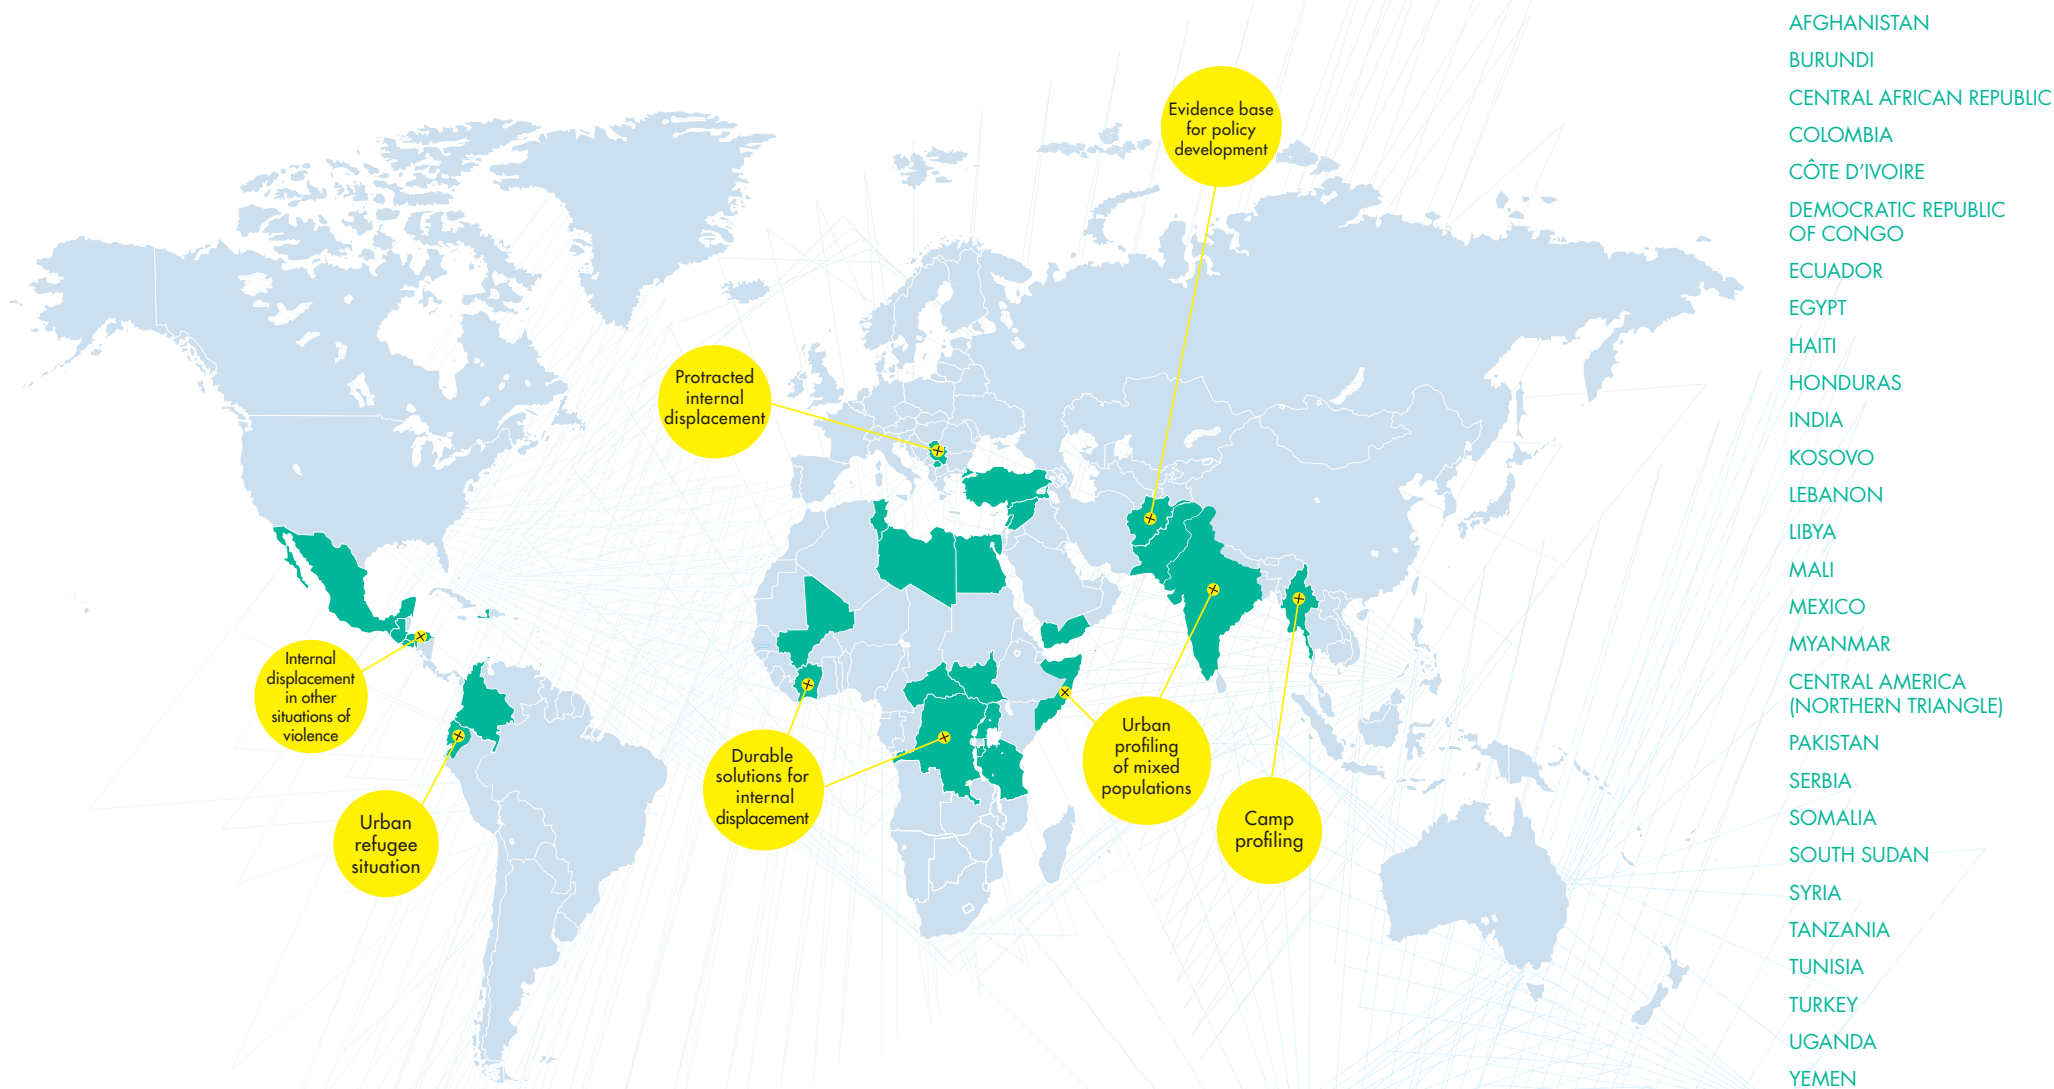 Evidence base
for policy
development
Protracted
internal
displacement
Internal
displacement
in other
situations of
violence
Urban
refugee
situation
Durable
solutions for
internal
displacement
Urban
profiling
of mixed
populations
Camp
profiling
AFGHANISTAN
BURUNDI
CENTRAL AFRICAN REPUBLIC
COLOMBIA
CÔTE D’IVOIRE
DEMOCRATIC REPUBLIC
OF CONGO
ECUADOR
EGYPT
HAITI
HONDURAS
INDIA
KOSOVO
LEBANON
LIBYA
MALI
MEXICO
MYANMAR
CENTRAL AMERICA
(NORTHERN TRIANGLE)
PAKISTAN
SERBIA
SOMALIA
SOUTH SUDAN
SYRIA
TANZANIA
TUNISIA
TURKEY
UGANDA
YEMEN